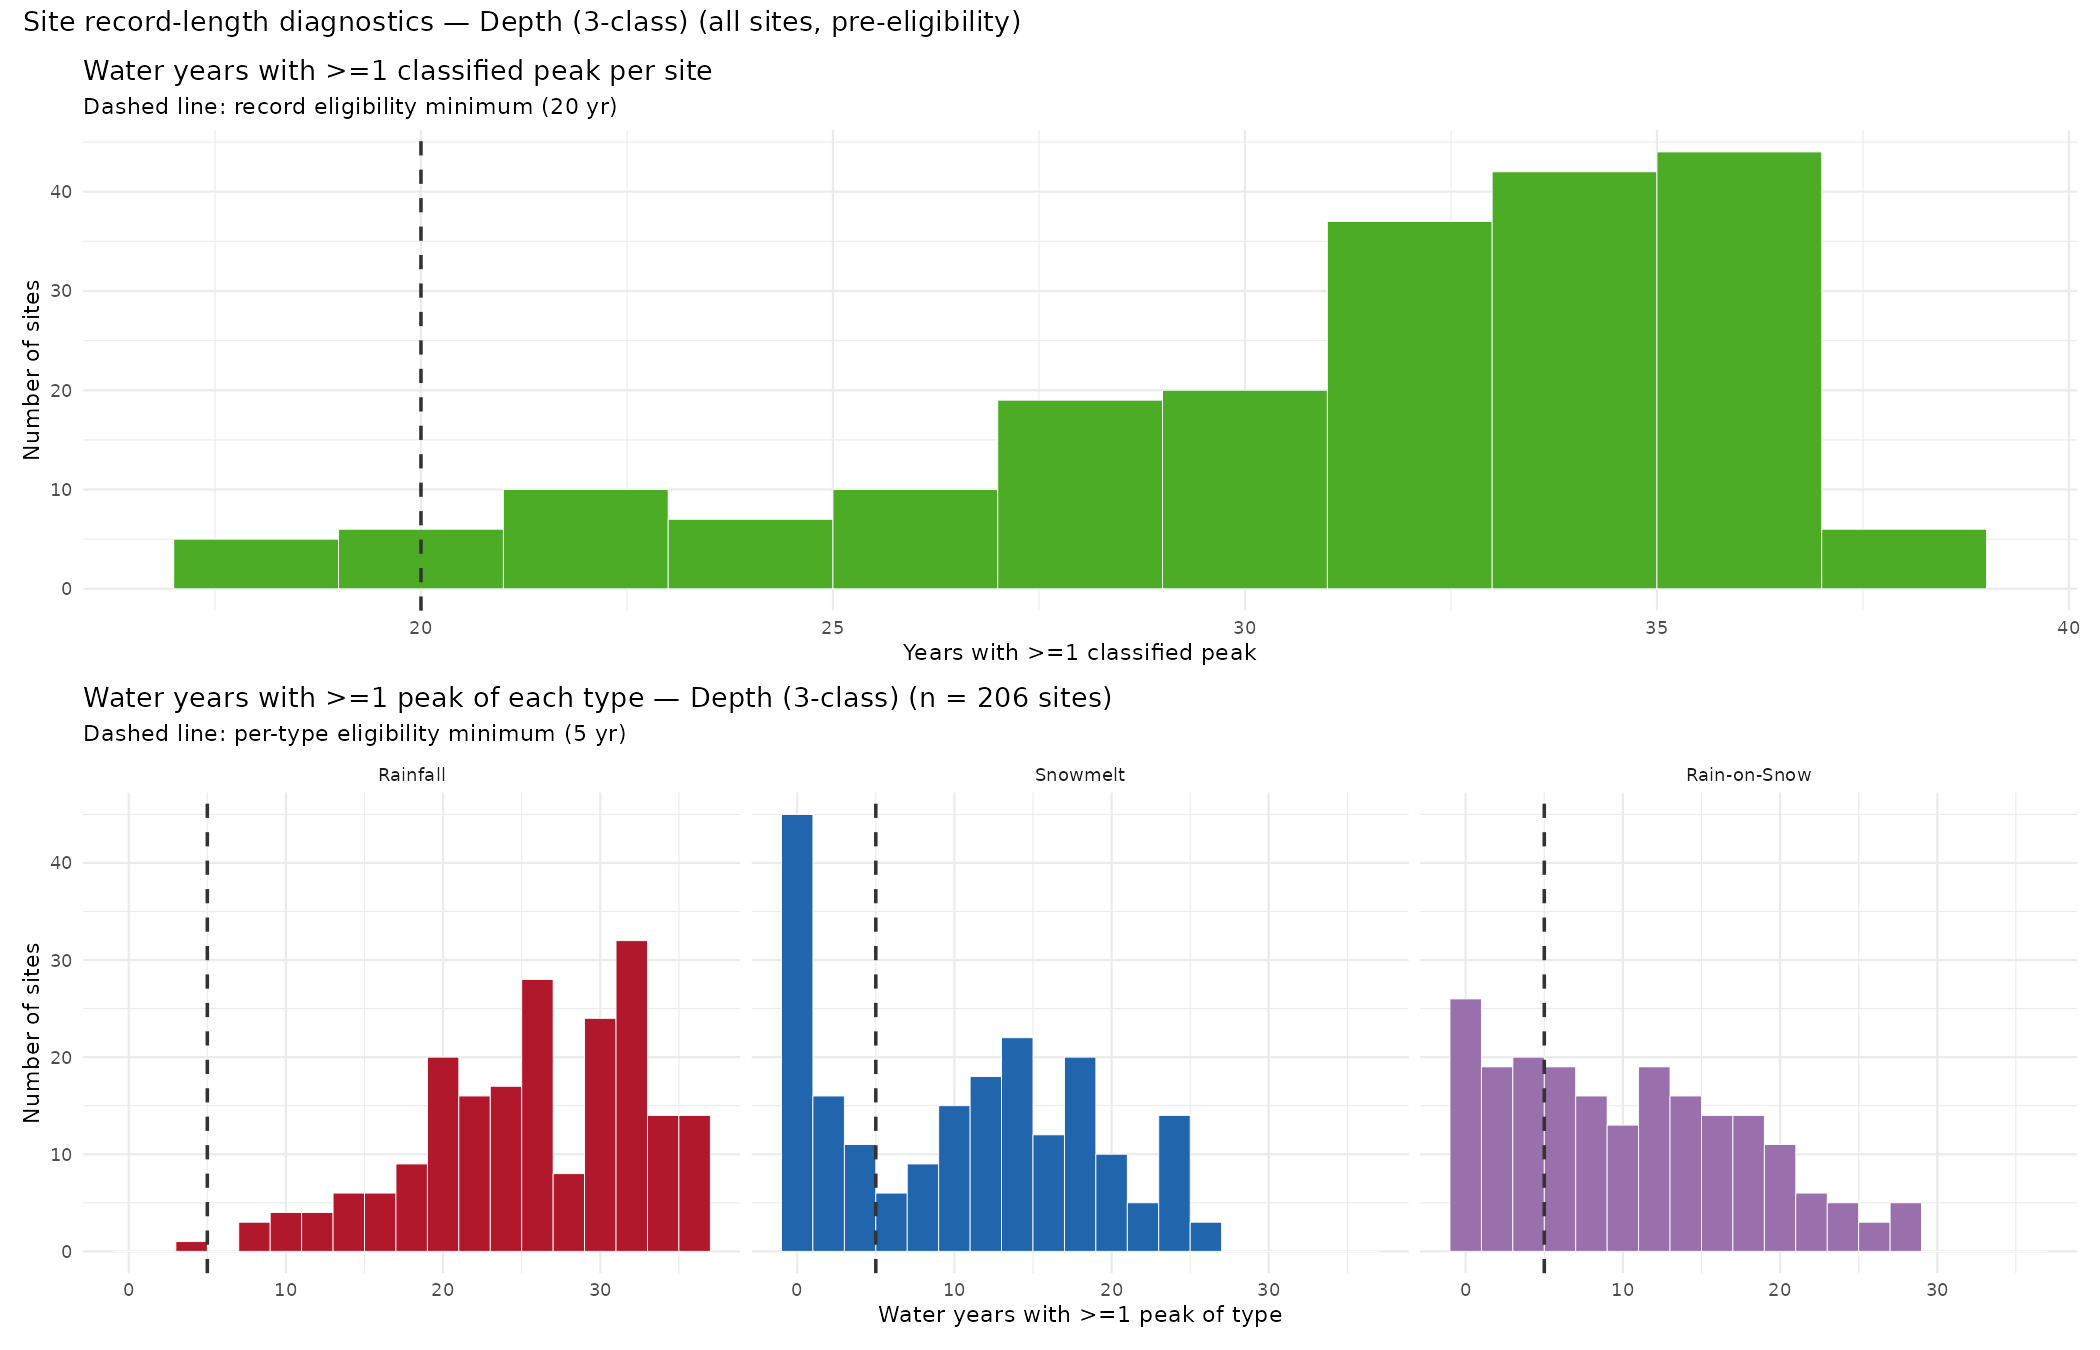 Site record-length diagnostics — Depth (3-class) (all sites, pre-eligibility)
Water years with >=1 classified peak per site
Dashed line: record eligibility minimum (20 yr)
Number of sites
40
30
20
10
0
20 25 30 35 40
Years with >=1 classified peak
Water years with >=1 peak of each type — Depth (3-class) (n = 206 sites)
Dashed line: per-type eligibility minimum (5 yr)
Rainfall Snowmelt Rain-on-Snow
Number of sites
40
30
20
10
0
0 10 20 30 0 10 20 30 0 10 20 30
Water years with >=1 peak of type